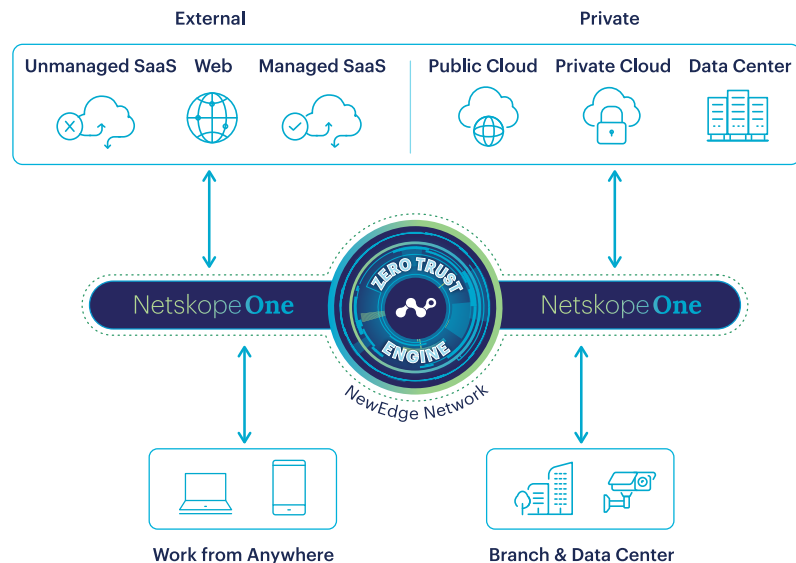 External
Private
Unmanaged SaaS
Web
Managed SaaS
Public Cloud
Private Cloud
Data Center
Netskope One
ZERO TRUST
ENGINE
Netskope One
NewEdge Network
Work from Anywhere
Branch & Data Center